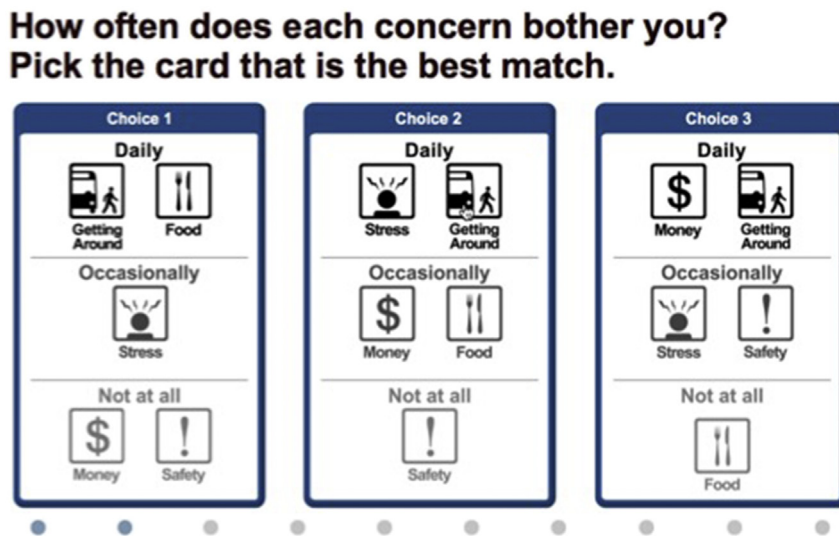 How often does each concern bother you?
Pick the card that is the best match.
Choice 1
Daily
Getting Around
Food
Occasionally
Stress
Not at all
$
!
Money
Safety
Choice 2
Daily
Stress
Getting Around
Occasionally
$
Money
Food
Not at all
!
Safety
Choice 3
Daily
$
Money
Getting Around
Occasionally
!
Stress
Safety
Not at all
Food